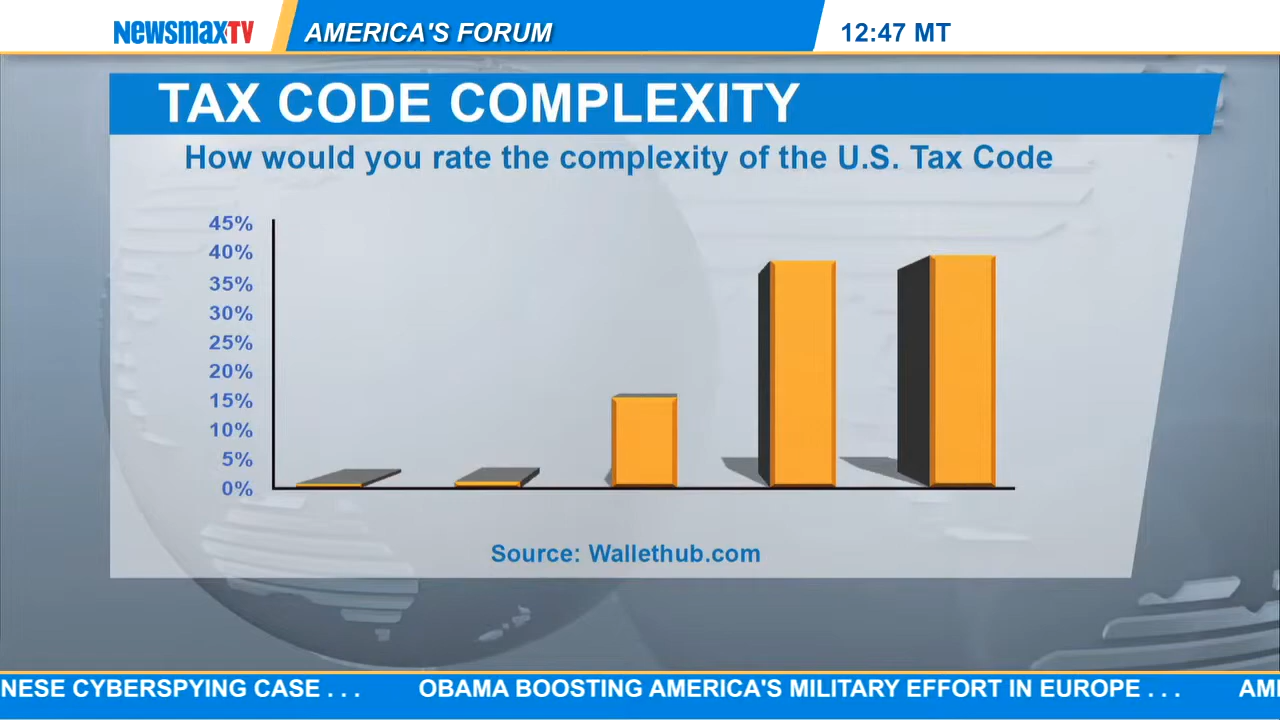 NEWSMAXTV
AMERICA'S FORUM
12:47 MT
TAX CODE COMPLEXITY
How would you rate the complexity of the U.S. Tax Code
45%
40%
35%
30%
25%
20%
15%
10%
5%
0%
Source: Wallethub.com
NESE CYBERSPYING CASE . . . OBAMA BOOSTING AMERICA'S MILITARY EFFORT IN EUROPE . . . AM